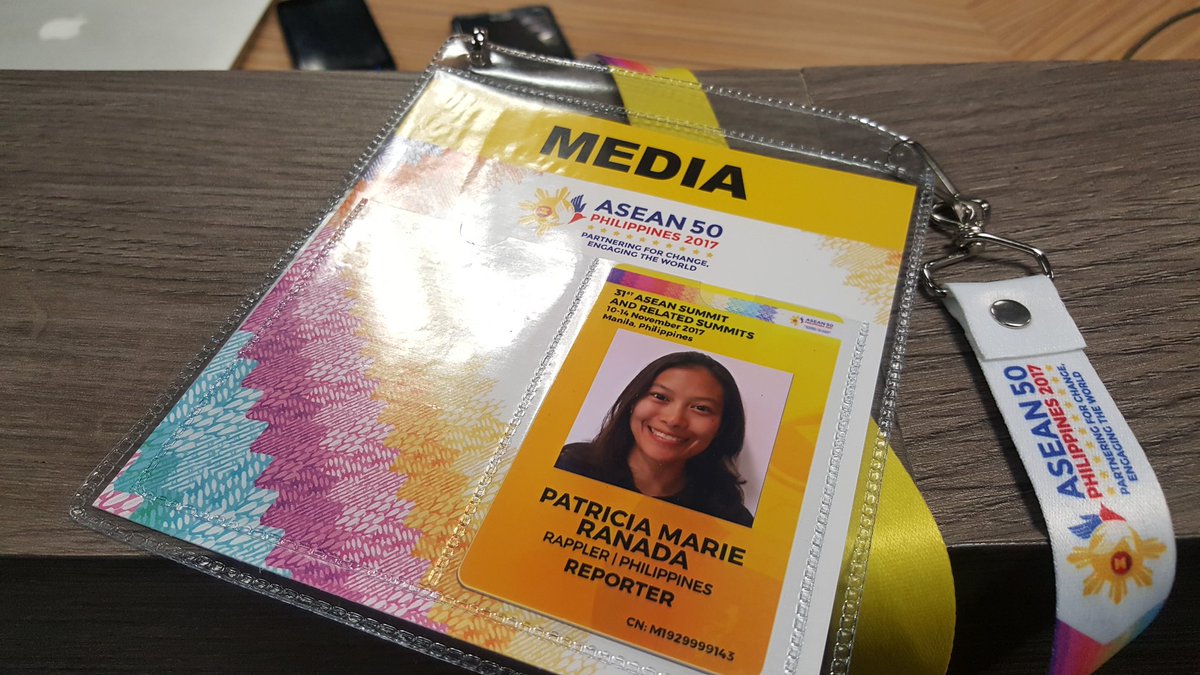 MEDIA
ASEAN 50
PHILIPPINES 2017
PARTNERING FOR CHANGE,
ENGAGING THE WORLD
31ST ASEAN SUMMIT
AND RELATED SUMMITS
10-14 November 2017
Manila, Philippines
ASEAN 50
PATRICIA MARIE
RANADA
RAPPLER | PHILIPPINES
REPORTER
CN: M1929999143
ASEAN 50
PHILIPPINES 2017
PARTNERING FOR CHANGE,
ENGAGING THE WORLD